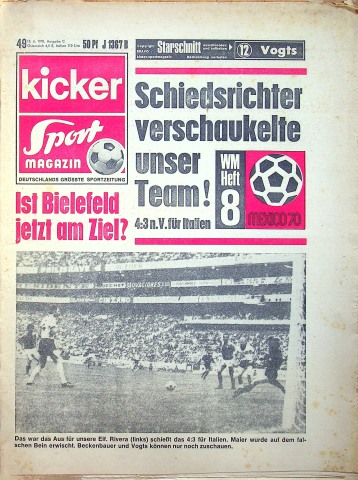 49
50 Pf J 1367 D
Starschnitt
12 Vogts
kicker
Sport
MAGAZIN
DEUTSCHLANDS GRÖSSTE SPORTZEITUNG
Schiedsrichter
verschaukelte
unser
Team!
4:3 n.V. für Italien
WM
Heft
8
MEXICO 70
Ist Bielefeld
jetzt am Ziel?
Das war das Aus für unsere Elf. Rivera (links) schießt das 4:3 für Italien. Maier wurde auf dem fal-
schen Bein erwischt. Beckenbauer und Vogts können nur noch zuschauen.